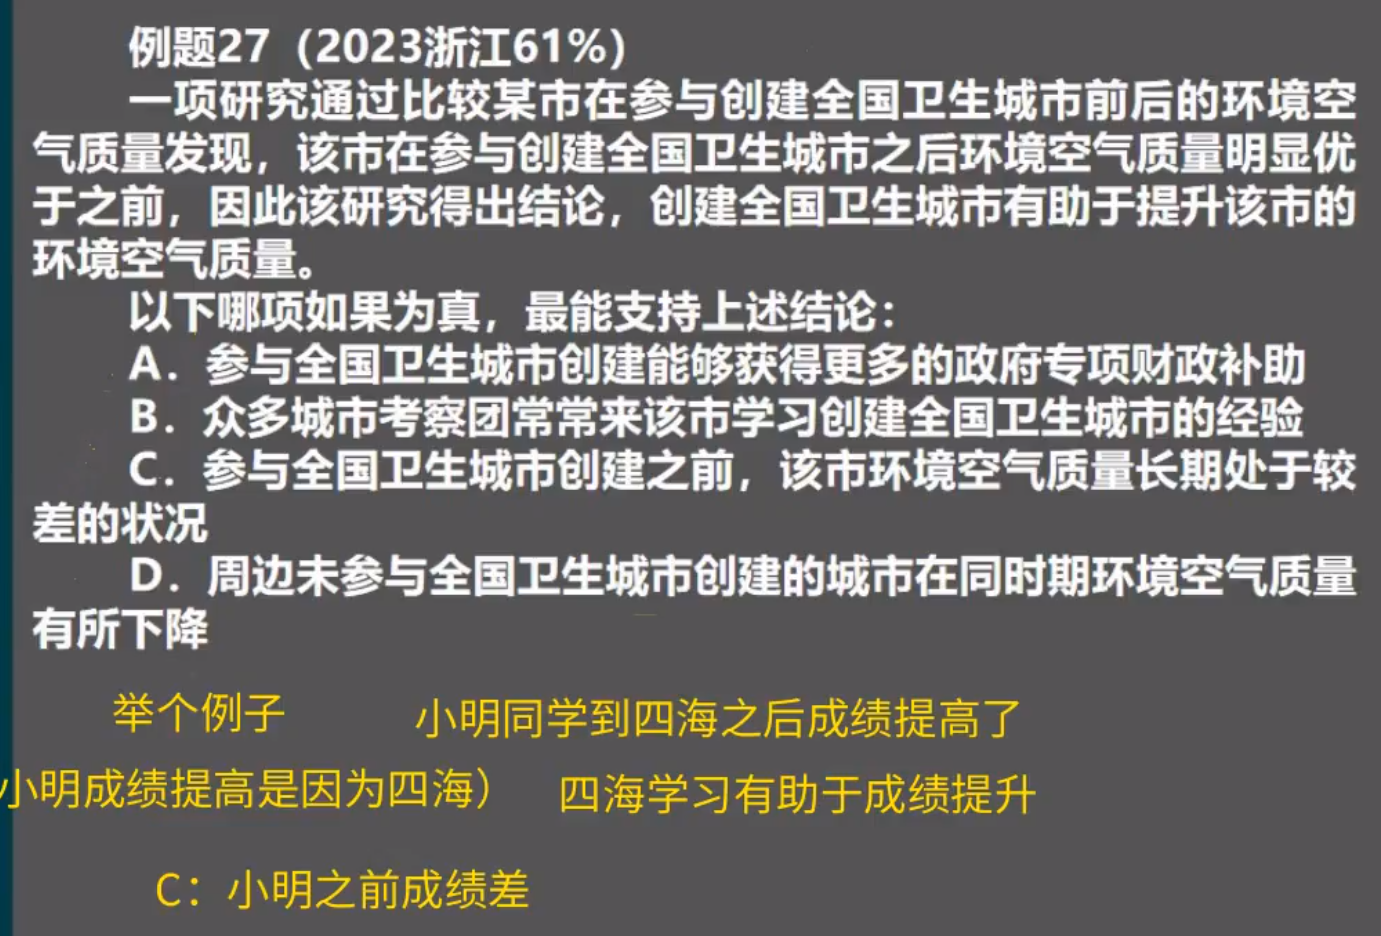 例题27（2023浙江61%）
一项研究通过比较某市在参与创建全国卫生城市前后的环境空
气质量发现，该市在参与创建全国卫生城市之后环境空气质量明显优
于之前，因此该研究得出结论，创建全国卫生城市有助于提升该市的
环境空气质量。
以下哪项如果为真，最能支持上述结论：
A．参与全国卫生城市创建能够获得更多的政府专项财政补助
B．众多城市考察团常常来该市学习创建全国卫生城市的经验
C．参与全国卫生城市创建之前，该市环境空气质量长期处于较
差的状况
D．周边未参与全国卫生城市创建的城市在同时期环境空气质量
有所下降
举个例子 小明同学到四海之后成绩提高了
小明成绩提高是因为四海） 四海学习有助于成绩提升
C：小明之前成绩差